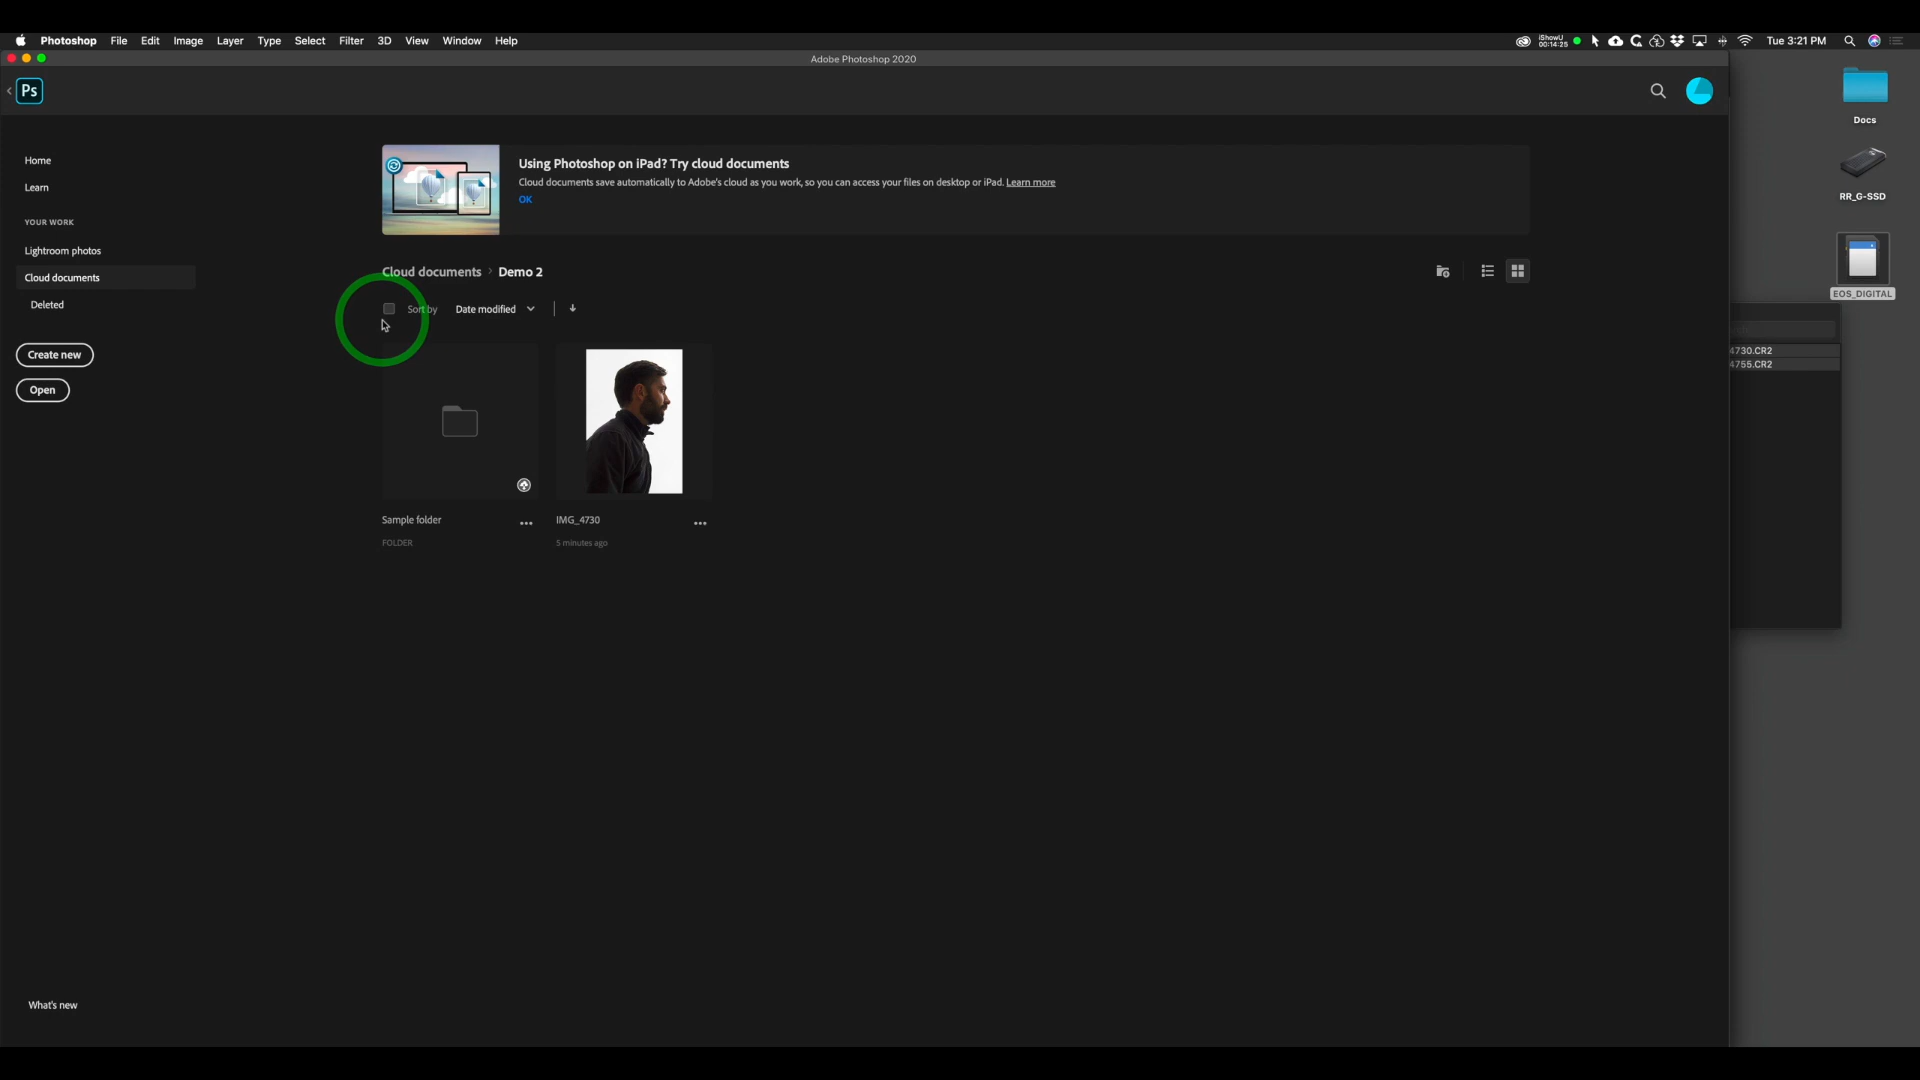 Photoshop File Edit Image Layer Type Select Filter 3D View Window Help
iShowU
00:14:25
Tue 3:21 PM
Adobe Photoshop 2020
Ps
Docs
RR_G-SSD
EOS_DIGITAL
Home
Learn
YOUR WORK
Lightroom photos
Cloud documents
Deleted
Create new
Open
Using Photoshop on iPad? Try cloud documents
Cloud documents save automatically to Adobe's cloud as you work, so you can access your files on desktop or iPad. Learn more
OK
Cloud documents > Demo 2
Sort by Date modified
4730.CR2
4755.CR2
Sample folder
FOLDER
IMG_4730
5 minutes ago
What's new